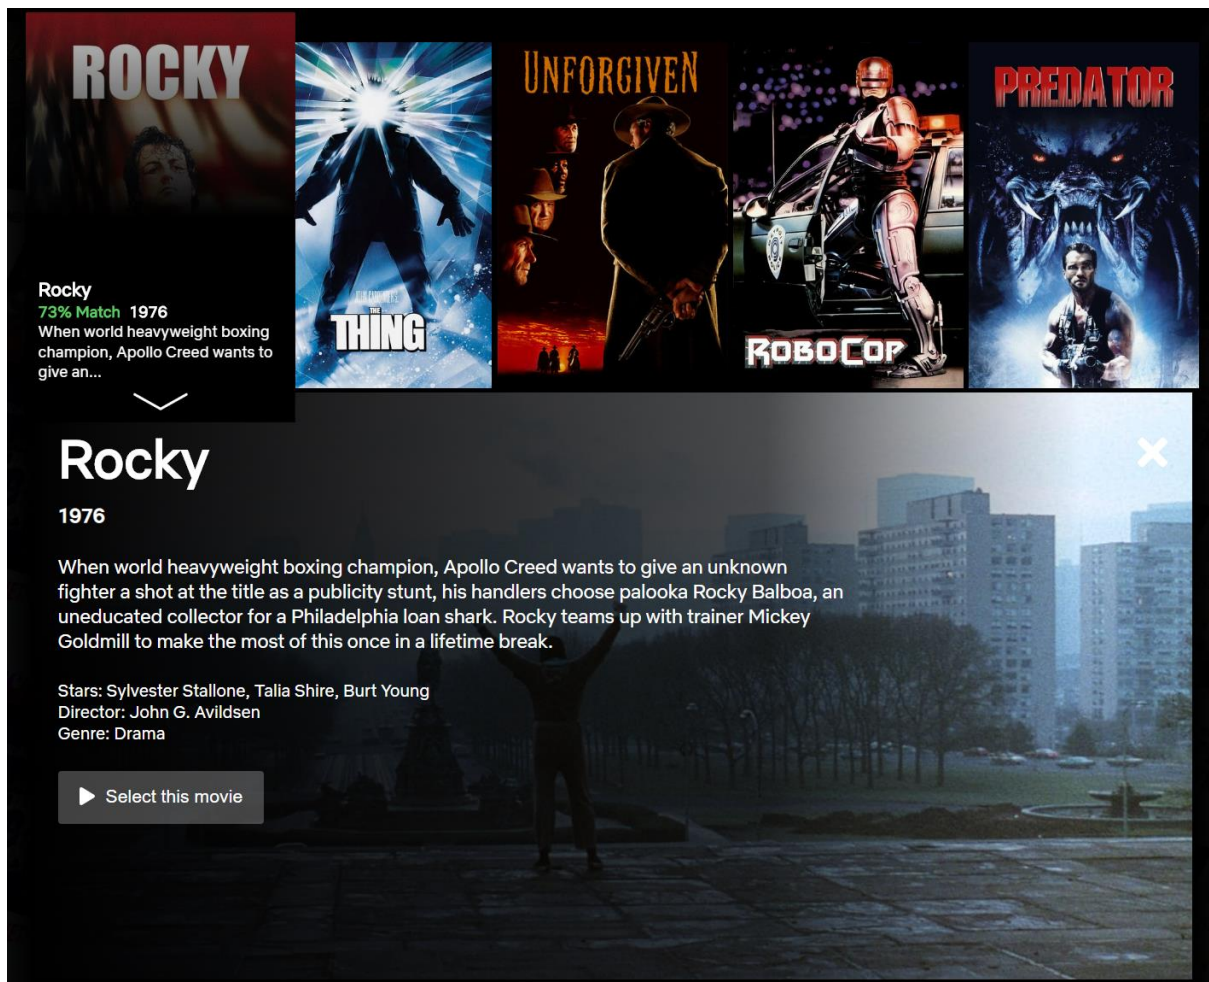 ROCKY
UNFORGIVEN
PREDATOR
THE
THING
ROBOCOP
Rocky
73% Match 1976
When world heavyweight boxing
champion, Apollo Creed wants to
give an...
Rocky
1976
When world heavyweight boxing champion, Apollo Creed wants to give an unknown
fighter a shot at the title as a publicity stunt, his handlers choose palooka Rocky Balboa, an
uneducated collector for a Philadelphia loan shark. Rocky teams up with trainer Mickey
Goldmill to make the most of this once in a lifetime break.
Stars: Sylvester Stallone, Talia Shire, Burt Young
Director: John G. Avildsen
Genre: Drama
Select this movie